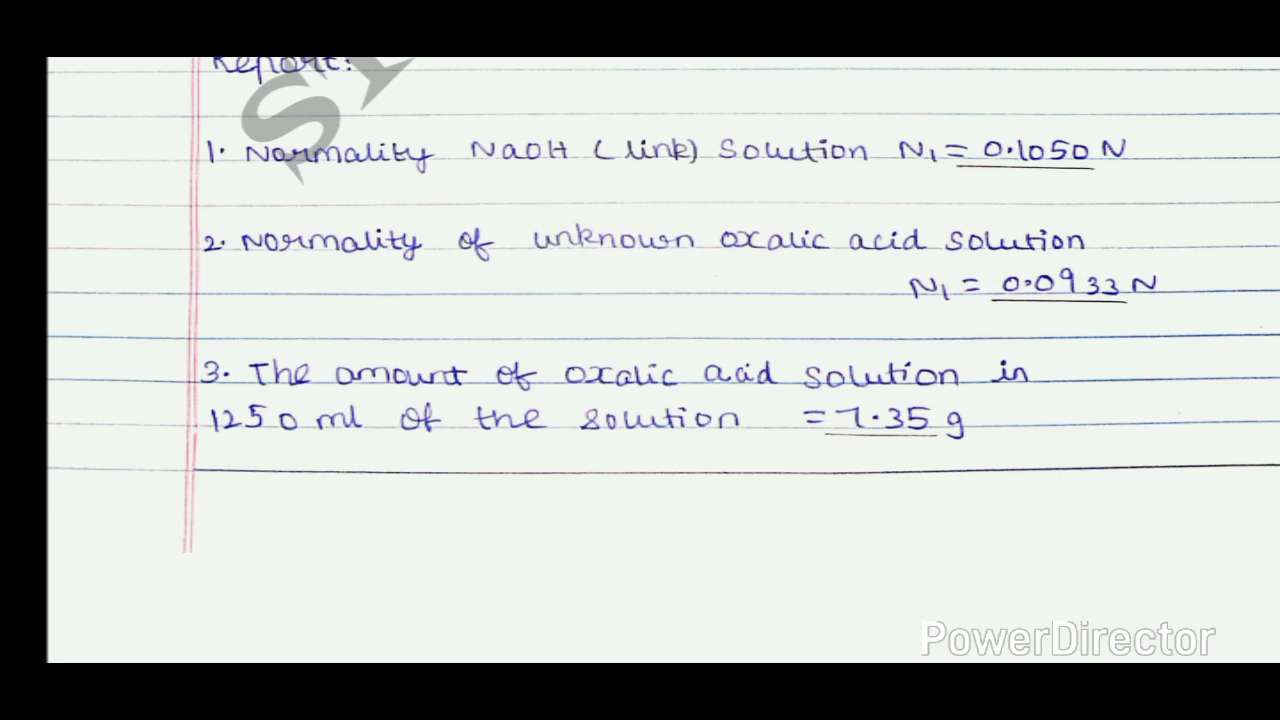 Report:
1. Normality NaOH (link) solution N₁ = 0.1050 N
2. Normality of unknown oxalic acid solution
N₁ = 0.0933 N
3. The amount of oxalic acid solution in
1250 ml of the solution = 7.35 g
PowerDirector